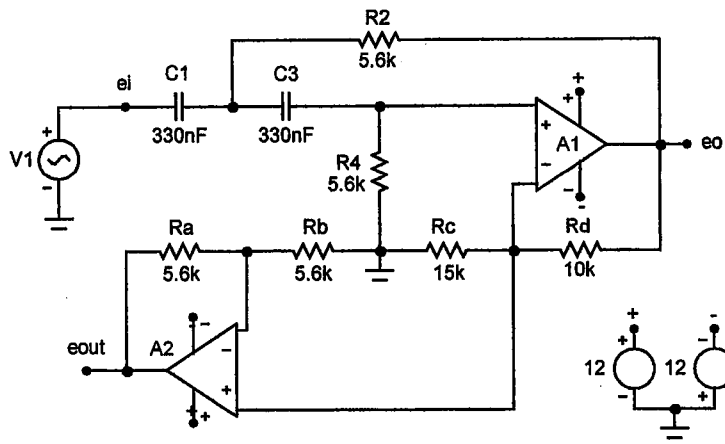 R2
5.6k
ei
C1
C3
330nF
330nF
+
V1
-
+
+
+
A1
-
-
-
eo
R4
5.6k
Ra
Rb
Rc
Rd
5.6k
5.6k
15k
10k
eout
A2
-
-
-
+
+
+
+
+
12
-
-
-
12
+